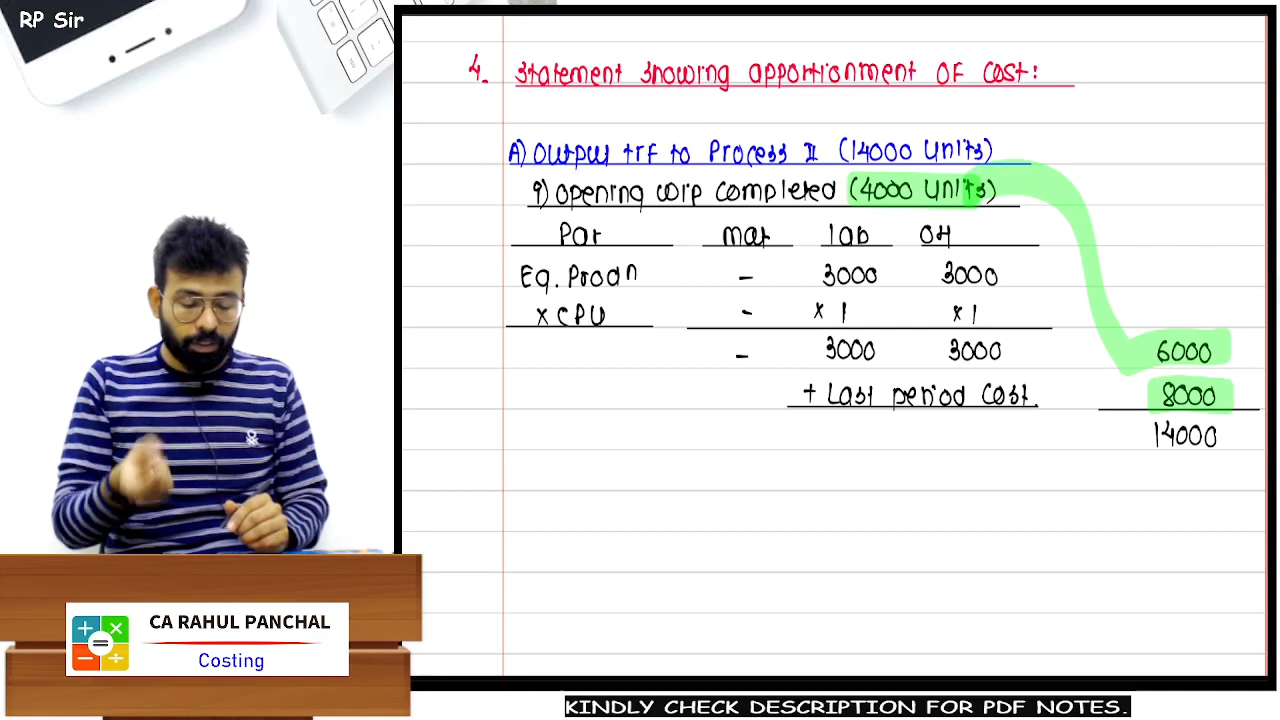 RP Sir
4. Statement Showing apportionment OF Cost:
A) Output trf to Process II (14000 Units)
i) Opening WIP Completed (4000 Units)
Par Mat lab OH
Eq. Prodn - 3000 3000
x CPU - x 1 x 1
- 3000 3000 6000
+ Last period Cost. 8000
14000
CA RAHUL PANCHAL
Costing
KINDLY CHECK DESCRIPTION FOR PDF NOTES.